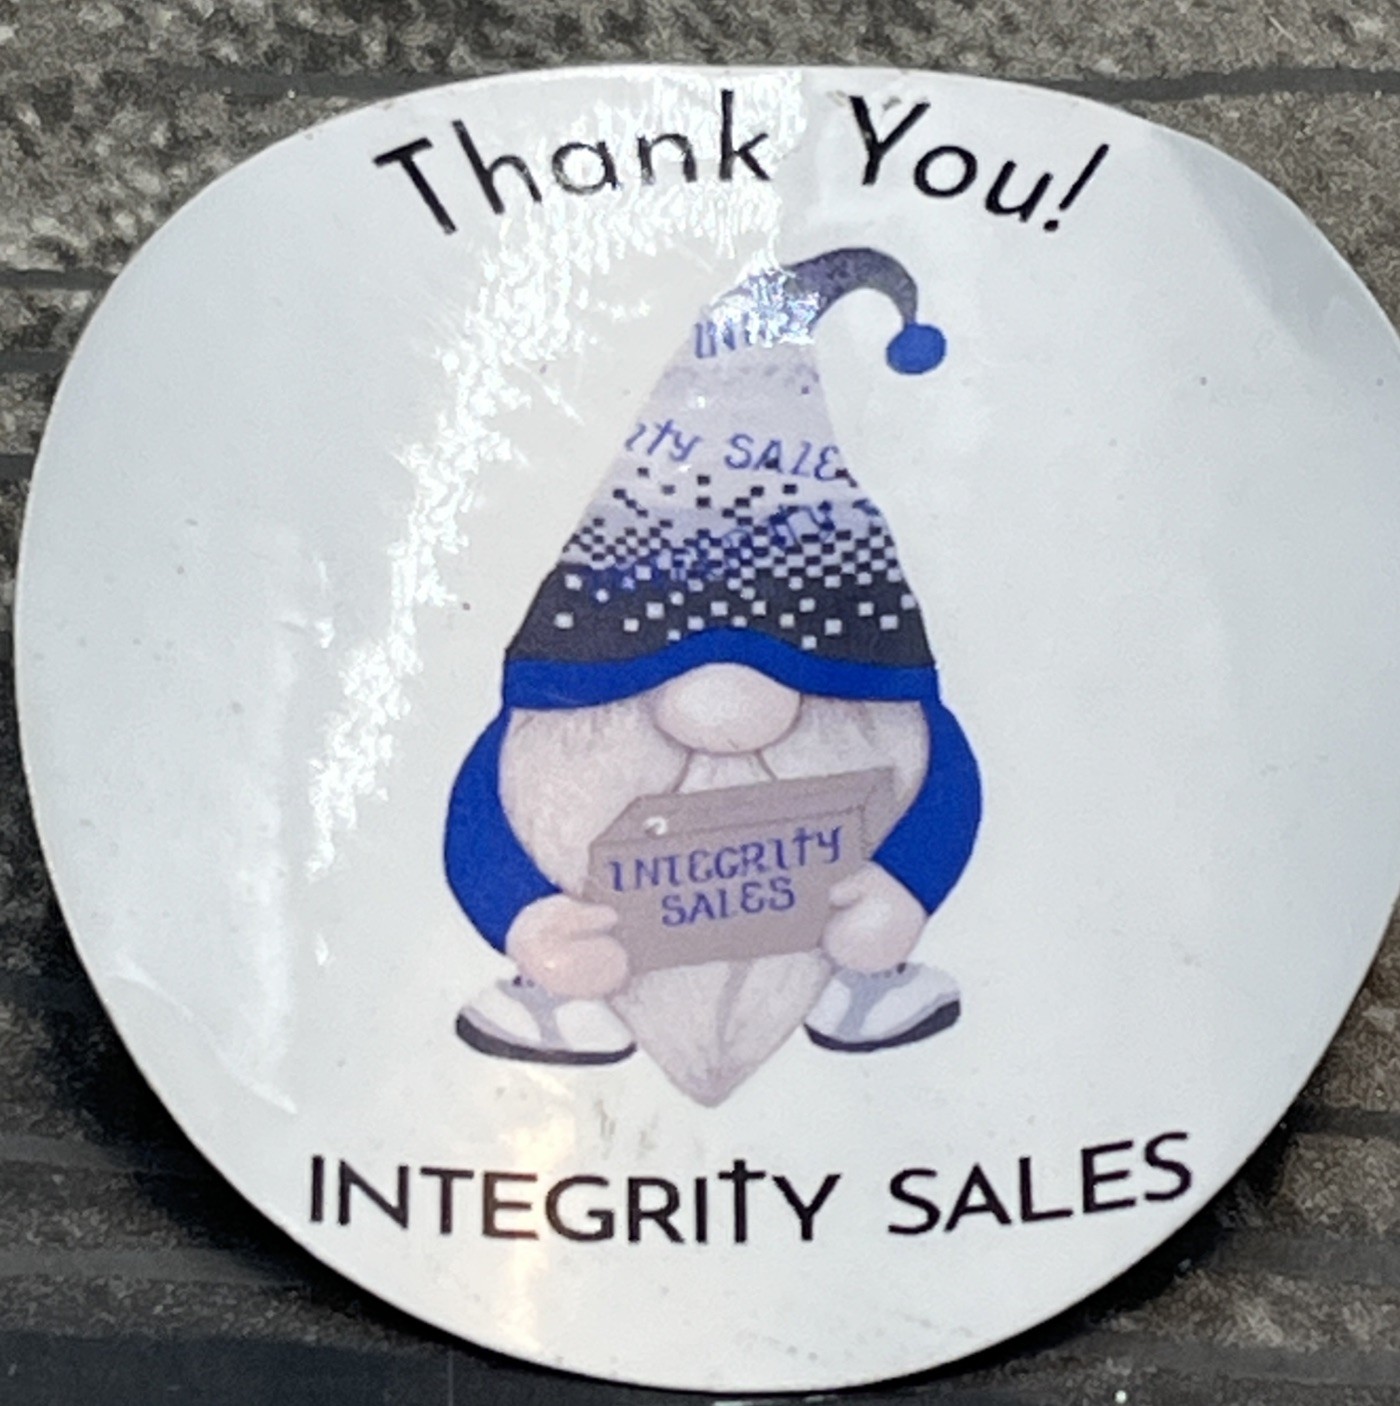 Thank You!
ity SALE
INTEGRITY
SALES
INTEGRITY SALES